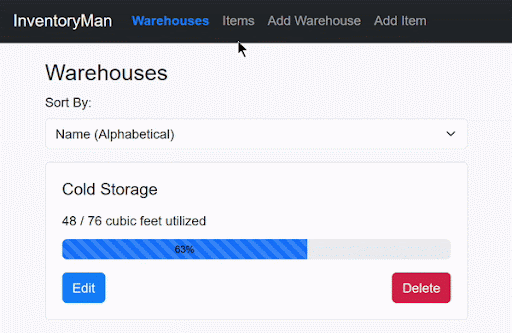 InventoryMan Warehouses Items Add Warehouse Add Item
Warehouses
Sort By:
Name (Alphabetical)
Cold Storage
48 / 76 cubic feet utilized
63%
Edit Delete